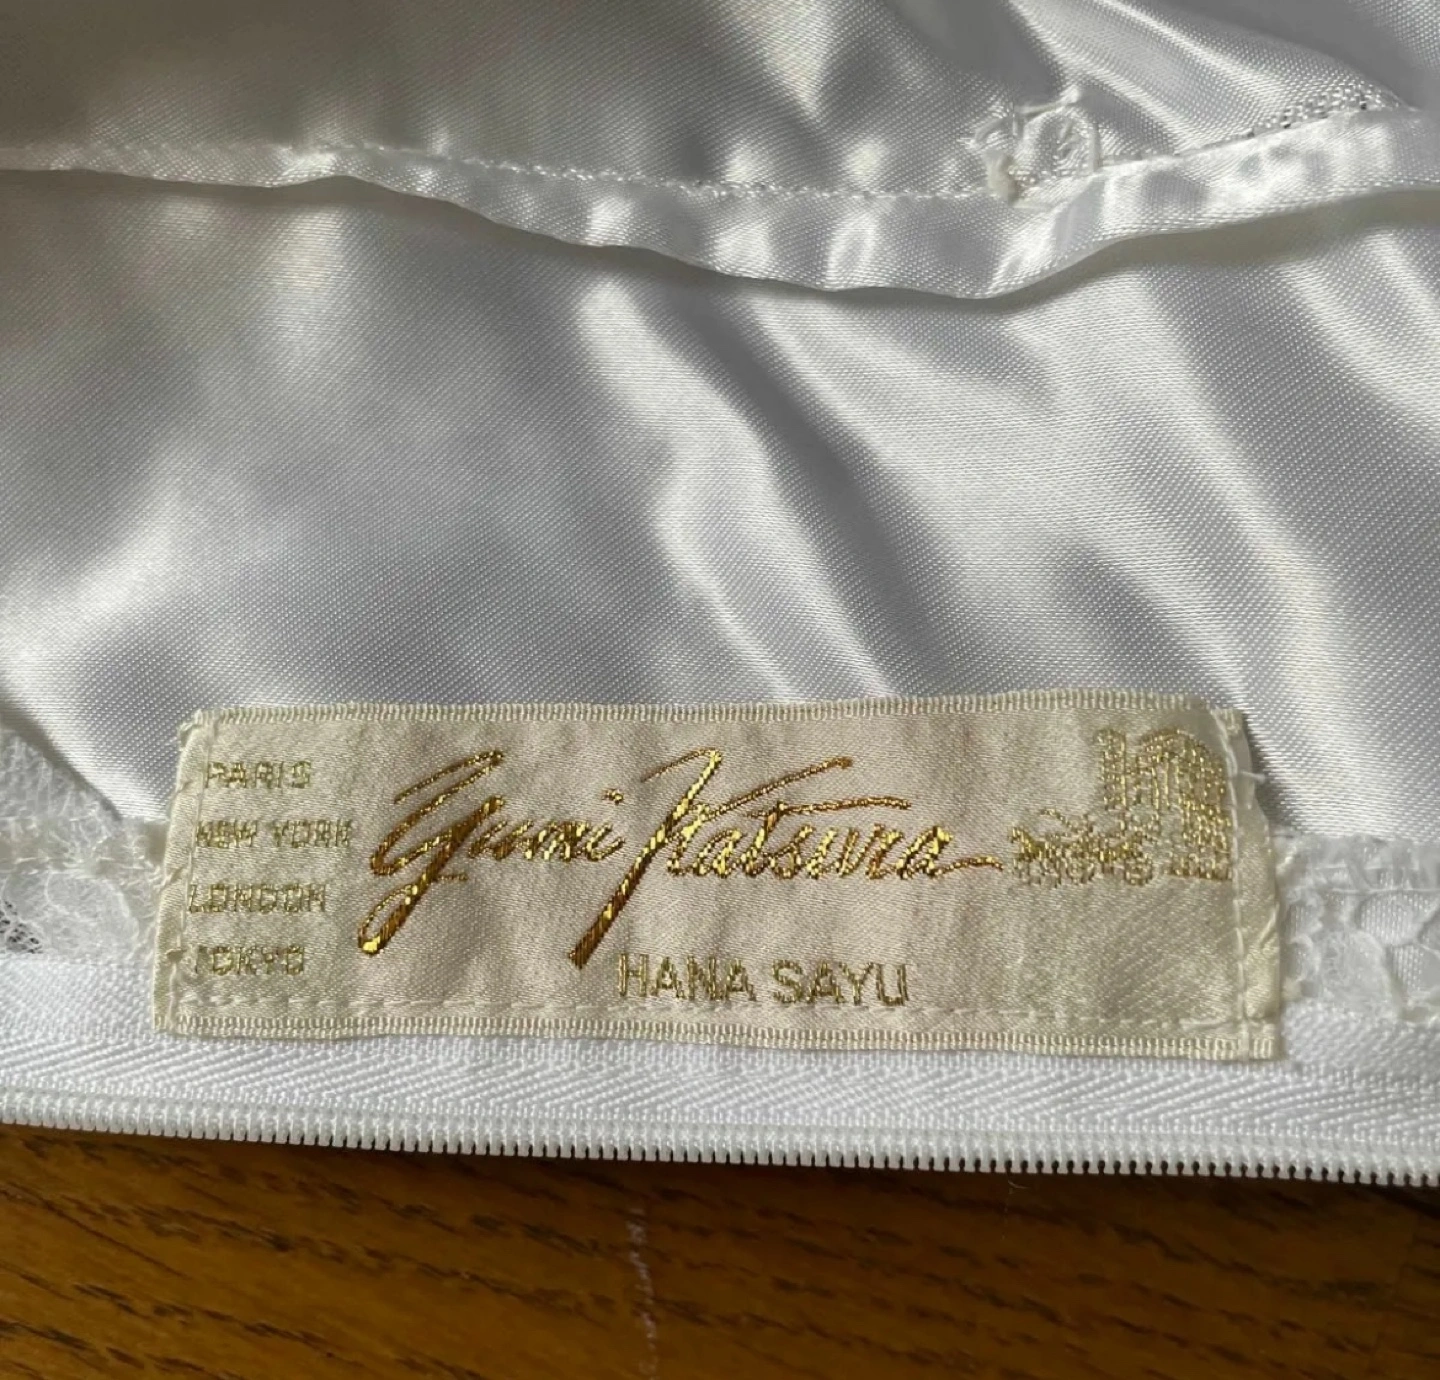 PARIS
NEW YORK
LONDON
TOKYO
Yumi Katsura
HANA SAYU